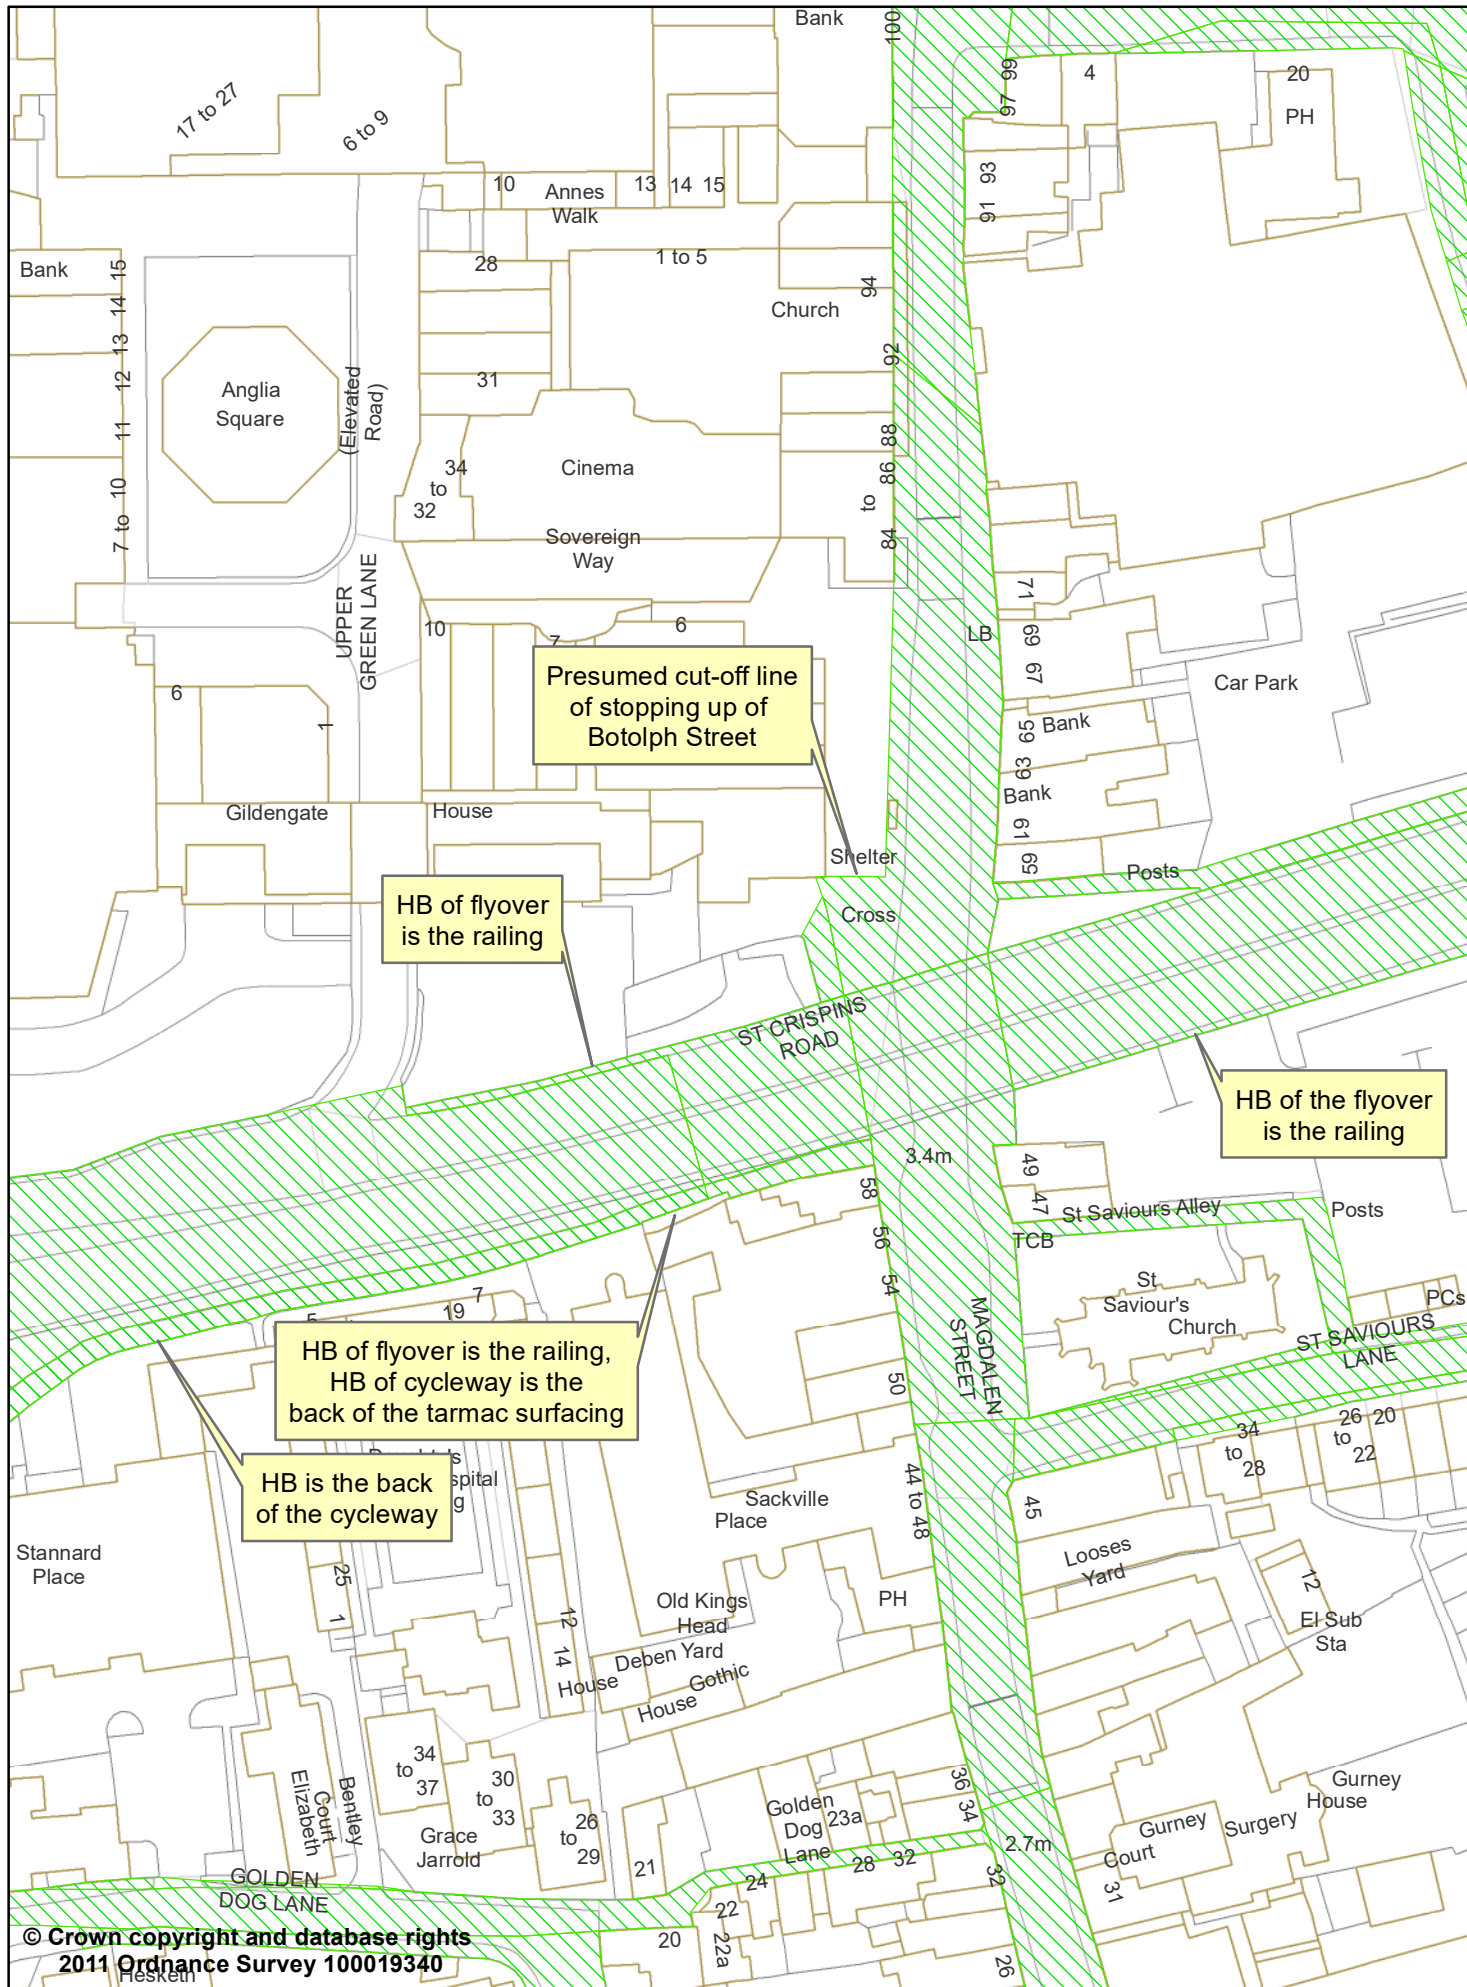 Bank
100
17 to 27
6 to 9
99
97
4
20
PH
10
Annes
Walk
13
14
15
93
91
Bank
15
14
13
12
11
7 to 10
28
1 to 5
94
Church
92
Anglia
Square
(Elevated
Road)
31
88
34
to
32
Cinema
84 to 86
Sovereign
Way
UPPER
GREEN LANE
71
10
7
6
LB
69
67
Presumed cut-off line
of stopping up of
Botolph Street
Car Park
6
1
65
Bank
63
Bank
61
59
Gildengate
House
Shelter
Posts
HB of flyover
is the railing
Cross
ST CRISPINS
ROAD
HB of the flyover
is the railing
3.4m
49
47
58
St Saviours Alley
Posts
56
TCB
54
St
Saviour's
Church
PCs
5
19
7
MAGDALEN
STREET
ST SAVIOURS
LANE
HB of flyover is the railing,
HB of cycleway is the
back of the tarmac surfacing
50
34
to
28
26
to
22
20
HB is the back
of the cycleway
spital
44 to 48
45
Sackville
Place
Stannard
Place
Looses
Yard
25
1
12
14
Old Kings
Head
Deben Yard
House
Gothic
House
PH
12
El Sub
Sta
34
to
37
30
to
33
26
to
29
Elizabeth
Court
Bentley
Grace
Jarrold
Golden
Dog
Lane
23a
36
34
Gurney
House
Gurney
Court
Surgery
2.7m
21
28
32
32
31
GOLDEN
DOG LANE
24
22
20
22a
26
© Crown copyright and database rights
2011 Ordnance Survey 100019340
Hesketh